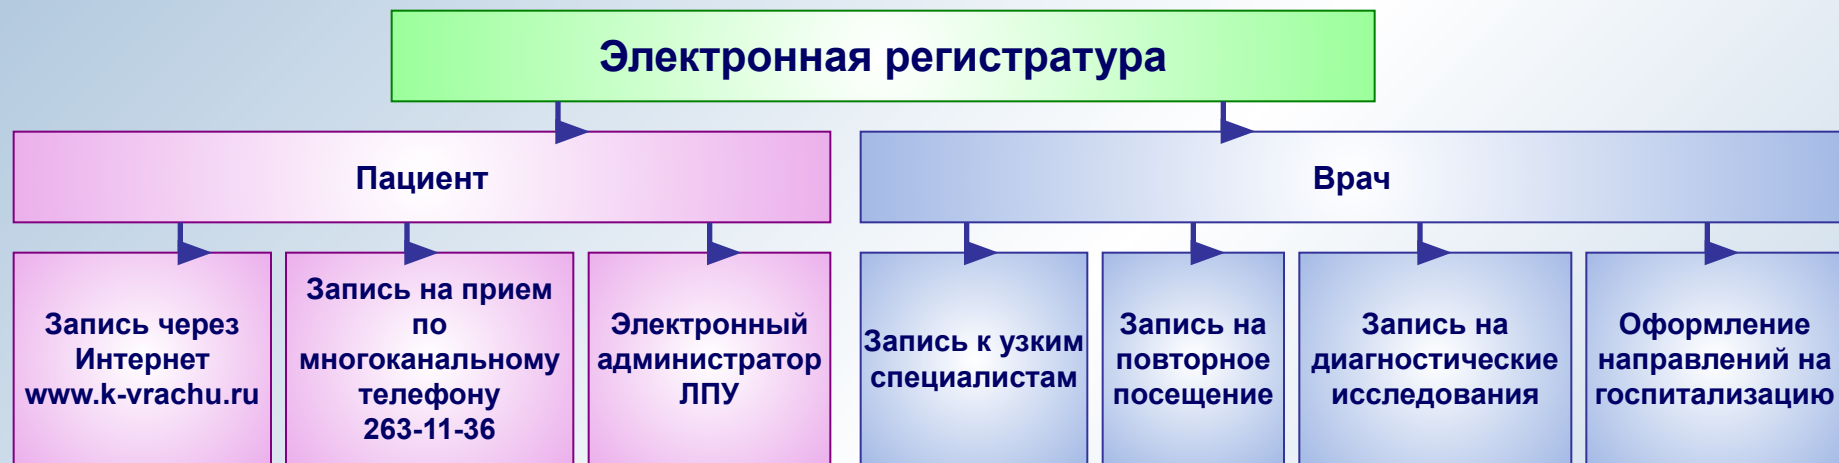 Электронная регистратура
Пациент
Врач
Запись через
Интернет
www.k-vrachu.ru
Запись на прием
по
многоканальному
телефону
263-11-36
Электронный
администратор
ЛПУ
Запись к узким
специалистам
Запись на
повторное
посещение
Запись на
диагностические
исследования
Оформление
направлений на
госпитализацию